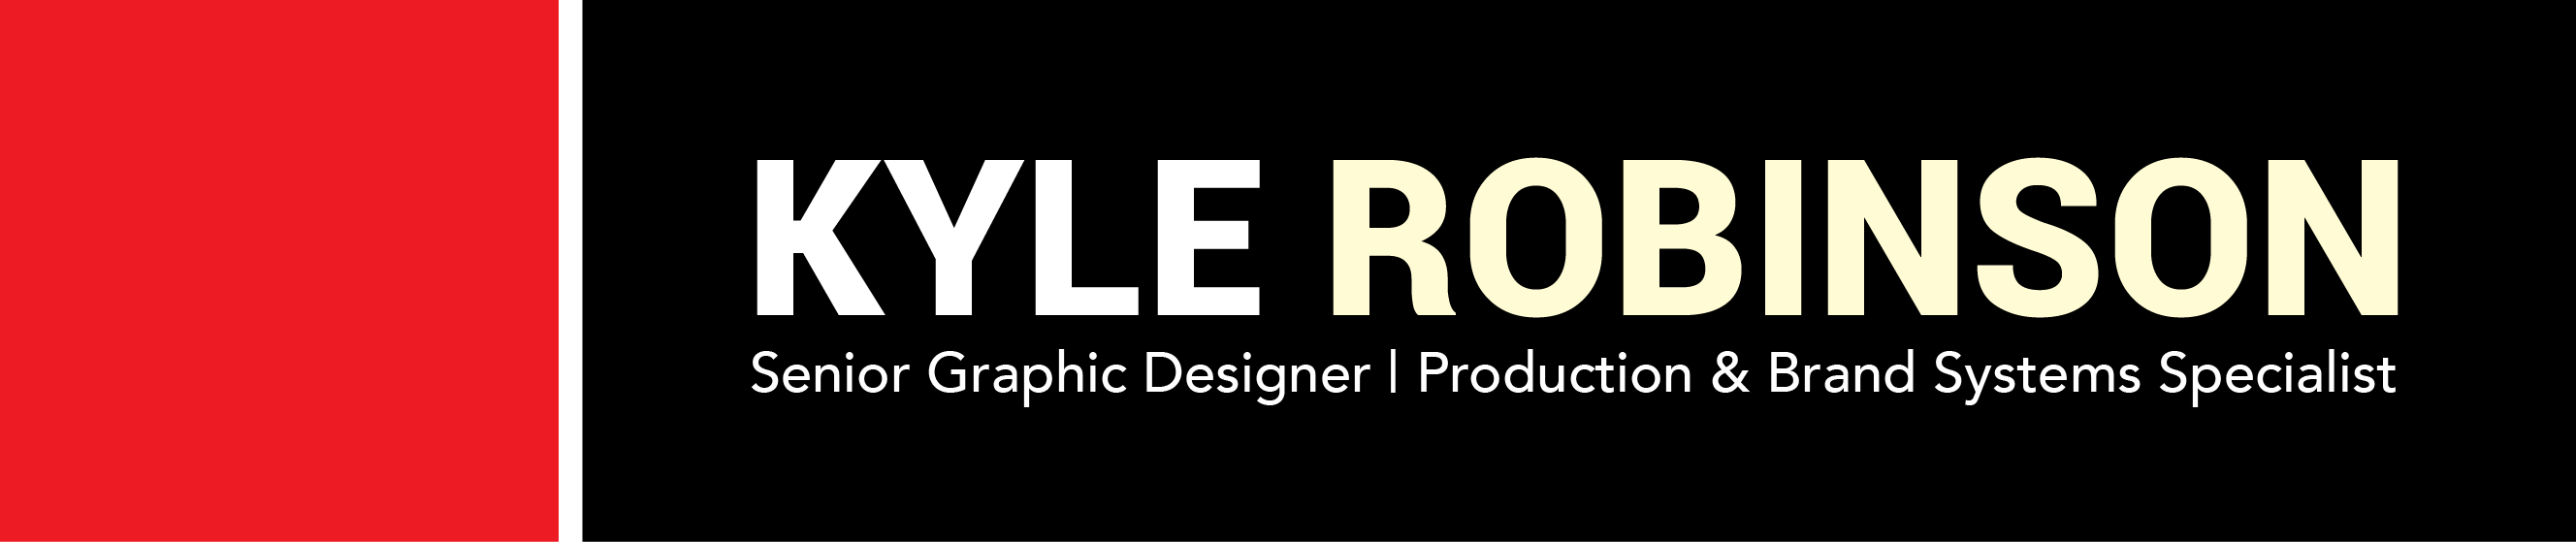 KYLE ROBINSON
Senior Graphic Designer | Production & Brand Systems Specialist